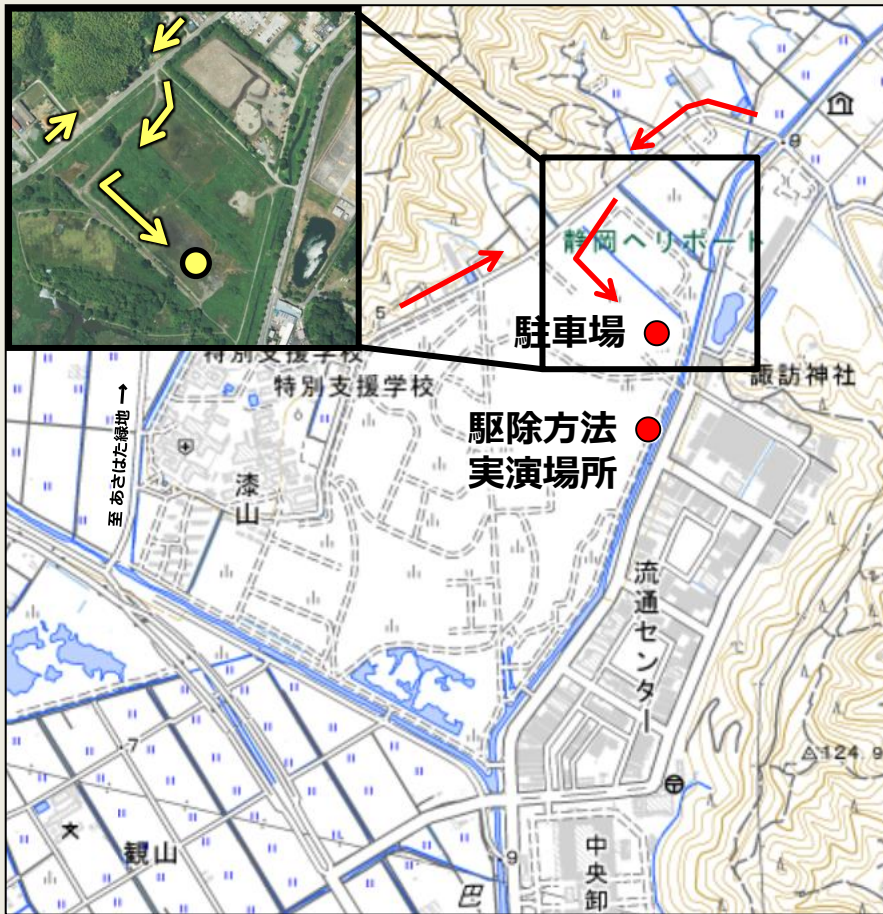 静岡ヘリポート
5
9
駐車場
特別支援学校
特別支援学校
諏訪神社
至 あさはた緑地 →
駆除方法
実演場所
漆山
流通センター
124.9
7
観山
9
巴
中央卸